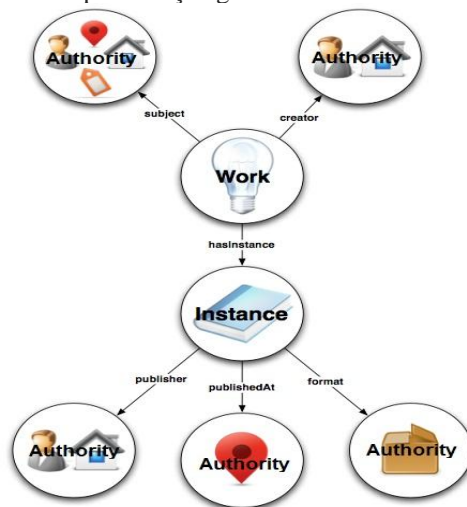 Authority
Authority
subject
creator
Work
hasInstance
Instance
publisher
publishedAt
format
Authority
Authority
Authority